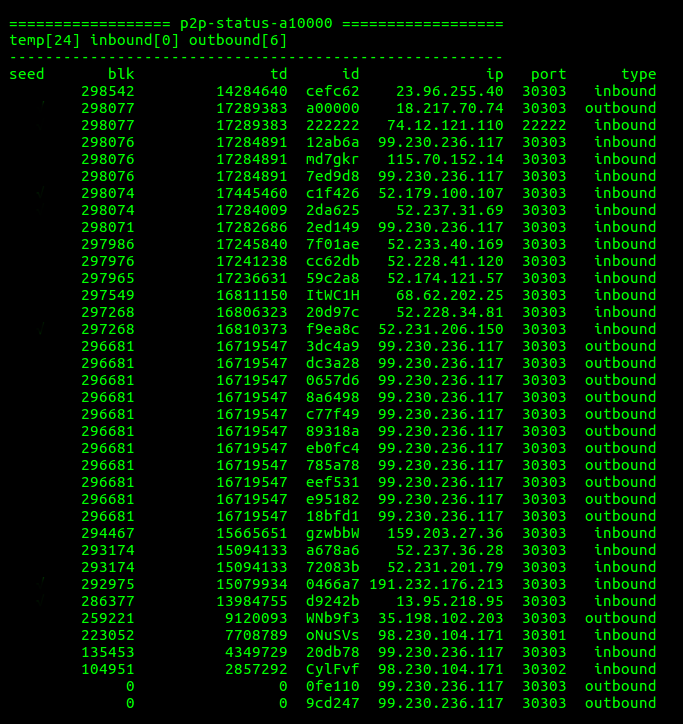 ================== p2p-status-a10000 ==================
temp[24] inbound[0] outbound[6]
-------------------------------------------------------
seed blk td id ip port type
298542 14284640 cefc62 23.96.255.40 30303 inbound
298077 17289383 a00000 18.217.70.74 30303 outbound
298077 17289383 222222 74.12.121.110 22222 inbound
298076 17284891 12ab6a 99.230.236.117 30303 inbound
298076 17284891 md7gkr 115.70.152.14 30303 inbound
298076 17284891 7ed9d8 99.230.236.117 30303 inbound
298074 17445460 c1f426 52.179.100.107 30303 inbound
298074 17284009 2da625 52.237.31.69 30303 inbound
298071 17282686 2ed149 99.230.236.117 30303 inbound
297986 17245840 7f01ae 52.233.40.169 30303 inbound
297976 17241238 cc62db 52.228.41.120 30303 inbound
297965 17236631 59c2a8 52.174.121.57 30303 inbound
297549 16811150 ItWC1H 68.62.202.25 30303 inbound
297268 16806323 20d97c 52.228.34.81 30303 inbound
297268 16810373 f9ea8c 52.231.206.150 30303 inbound
296681 16719547 3dc4a9 99.230.236.117 30303 outbound
296681 16719547 dc3a28 99.230.236.117 30303 outbound
296681 16719547 0657d6 99.230.236.117 30303 outbound
296681 16719547 8a6498 99.230.236.117 30303 outbound
296681 16719547 c77f49 99.230.236.117 30303 outbound
296681 16719547 89318a 99.230.236.117 30303 outbound
296681 16719547 eb0fc4 99.230.236.117 30303 outbound
296681 16719547 785a78 99.230.236.117 30303 outbound
296681 16719547 eef531 99.230.236.117 30303 outbound
296681 16719547 e95182 99.230.236.117 30303 outbound
296681 16719547 18bfd1 99.230.236.117 30303 outbound
294467 15665651 gzwbbW 159.203.27.36 30303 inbound
293174 15094133 a678a6 52.237.36.28 30303 inbound
293174 15094133 72083b 52.231.201.79 30303 inbound
292975 15079934 0466a7 191.232.176.213 30303 inbound
286377 13984755 d9242b 13.95.218.95 30303 inbound
259221 9120093 WNb9f3 35.198.102.203 30303 outbound
223052 7708789 oNuSVs 98.230.104.171 30301 inbound
135453 4349729 20db78 99.230.236.117 30303 inbound
104951 2857292 CylFvf 98.230.104.171 30302 inbound
0 0 0fe110 99.230.236.117 30303 outbound
0 0 9cd247 99.230.236.117 30303 outbound